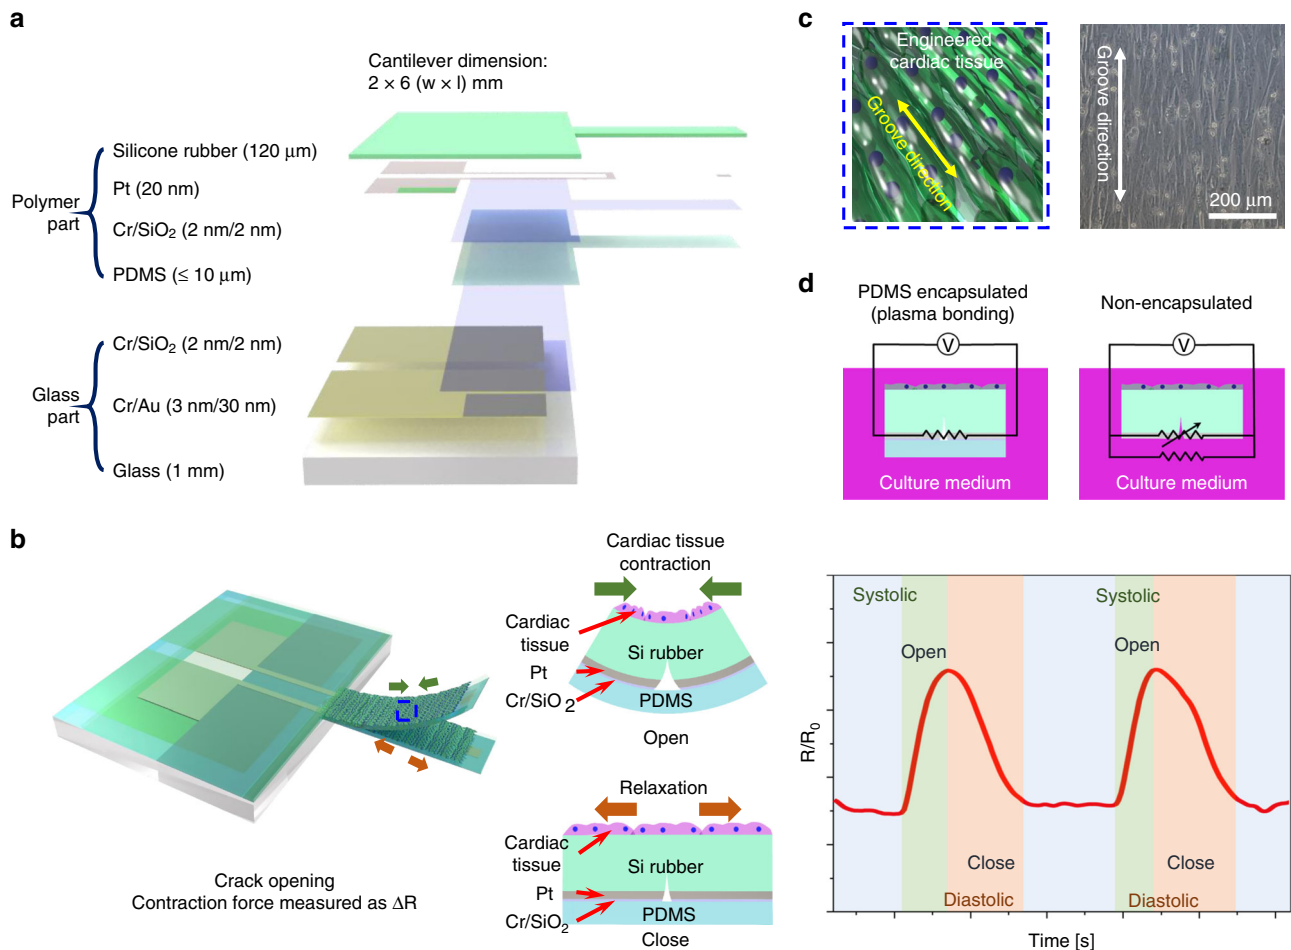 a
Cantilever dimension:
2 × 6 (w × l) mm
Polymer
part
Silicone rubber (120 μm)
Pt (20 nm)
Cr/SiO2 (2 nm/2 nm)
PDMS (≤ 10 μm)
Glass
part
Cr/SiO2 (2 nm/2 nm)
Cr/Au (3 nm/30 nm)
Glass (1 mm)
b
Crack opening
Contraction force measured as ΔR
Cardiac tissue
contraction
Cardiac
tissue
Si rubber
Pt
Cr/SiO2
PDMS
Open
Relaxation
Cardiac
tissue
Si rubber
Pt
Cr/SiO2
PDMS
Close
c
Engineered
cardiac tissue
Groove direction
Groove direction
200 μm
d
PDMS encapsulated
(plasma bonding)
V
Culture medium
Non-encapsulated
V
Culture medium
R/R0
Systolic
Open
Close
Diastolic
Systolic
Open
Close
Diastolic
Time [s]